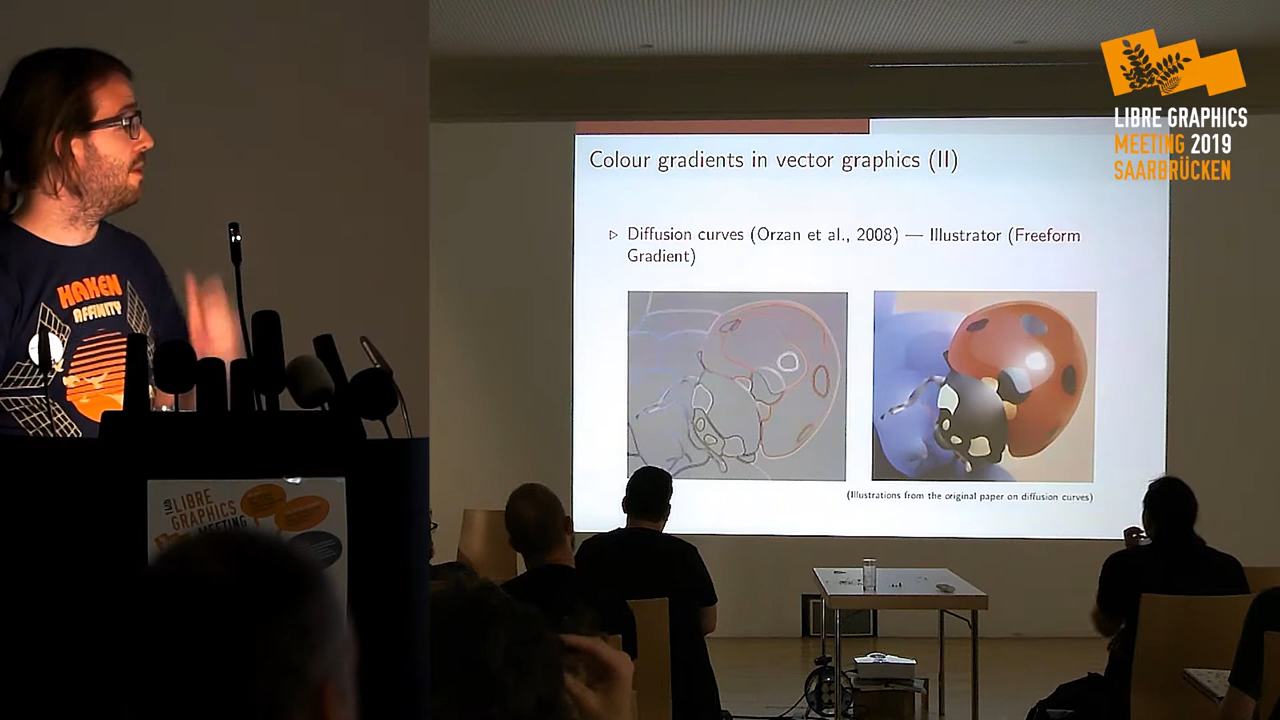 LIBRE GRAPHICS
MEETING 2019
SAARBRÜCKEN
Colour gradients in vector graphics (II)
▷ Diffusion curves (Orzan et al., 2008) — Illustrator (Freeform
Gradient)
(Illustrations from the original paper on diffusion curves)
HAKEN
AFFINITY
LIBRE
GRAPHICS
MEETING